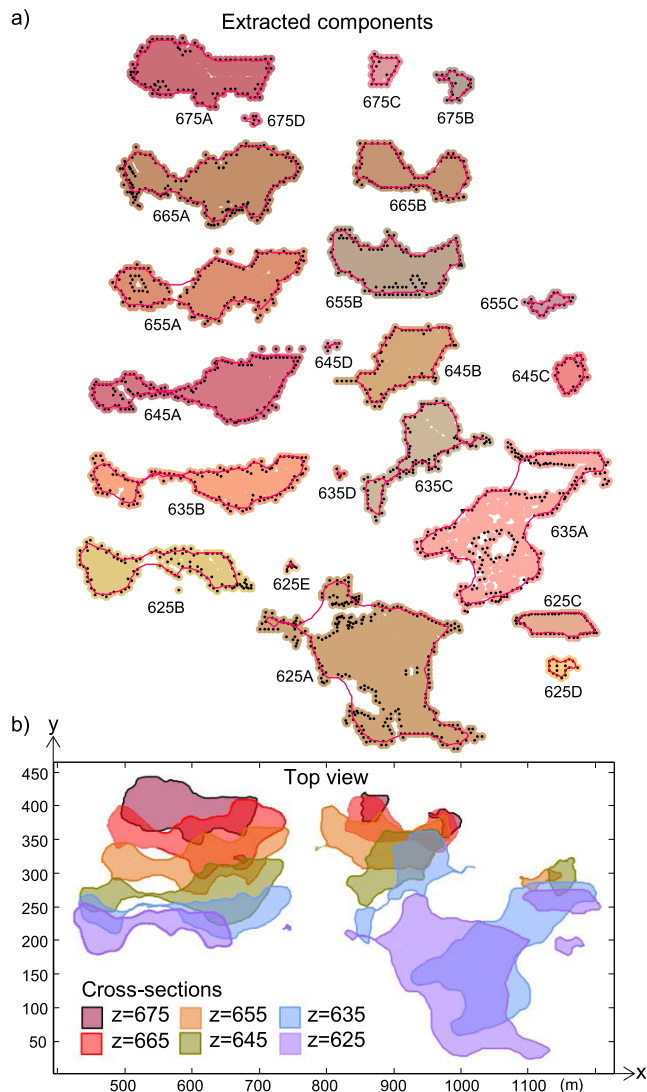 a)
Extracted components
675A
675D
675C
675B
665A
665B
655A
655B
655C
645A
645D
645B
645C
635B
635D
635C
635A
625B
625E
625A
625C
625D
b)
y
Top view
450
400
350
300
250
200
150
100
50
Cross-sections
z=675 z=655 z=635
z=665 z=645 z=625
500 600 700 800 900 1000 1100 (m) x